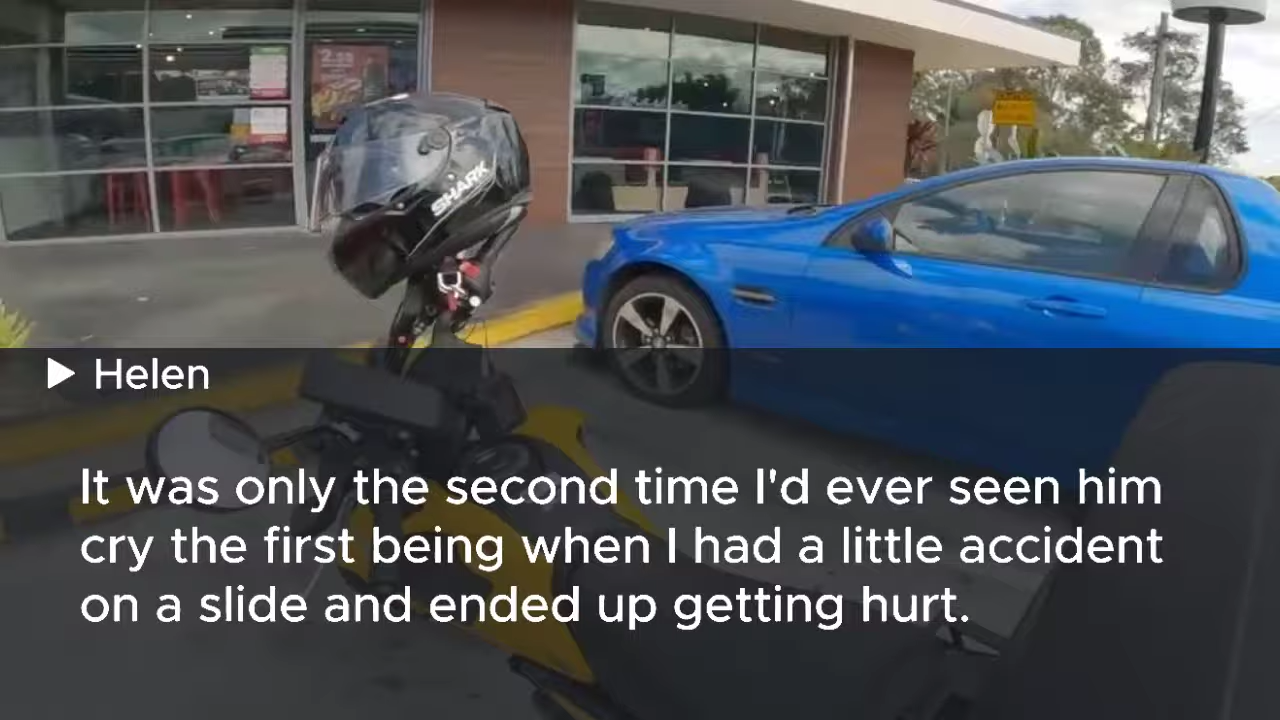 SHARK
Helen
It was only the second time I'd ever seen him
cry the first being when I had a little accident
on a slide and ended up getting hurt.